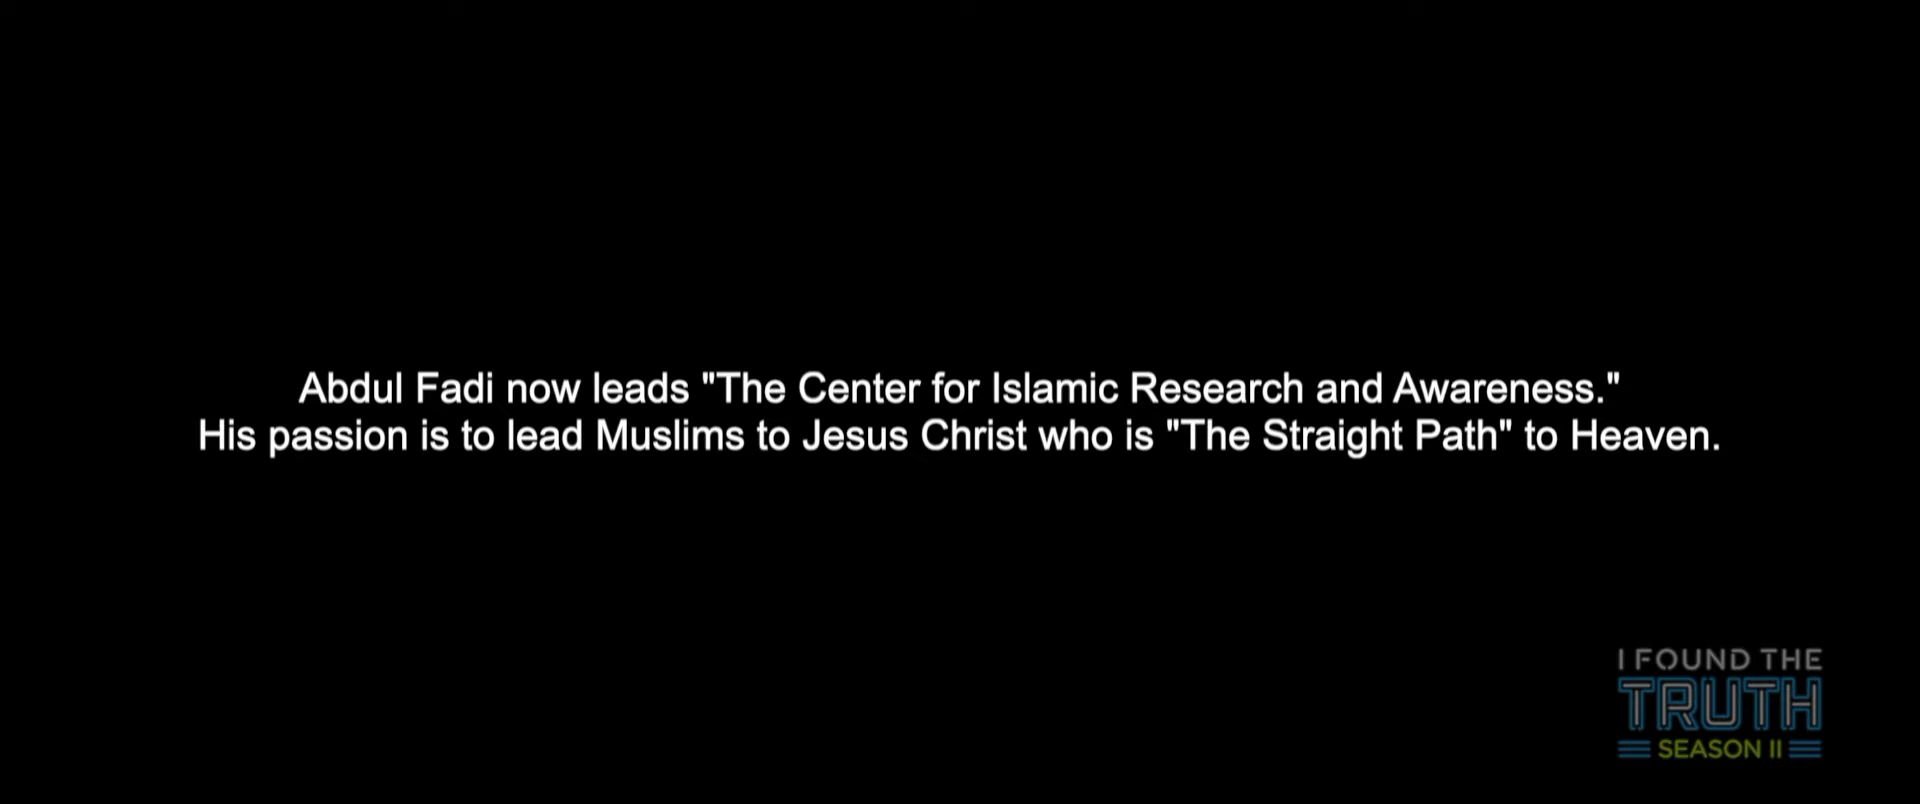 Abdul Fadi now leads "The Center for Islamic Research and Awareness."
His passion is to lead Muslims to Jesus Christ who is "The Straight Path" to Heaven.
I FOUND THE
TRUTH
SEASON II